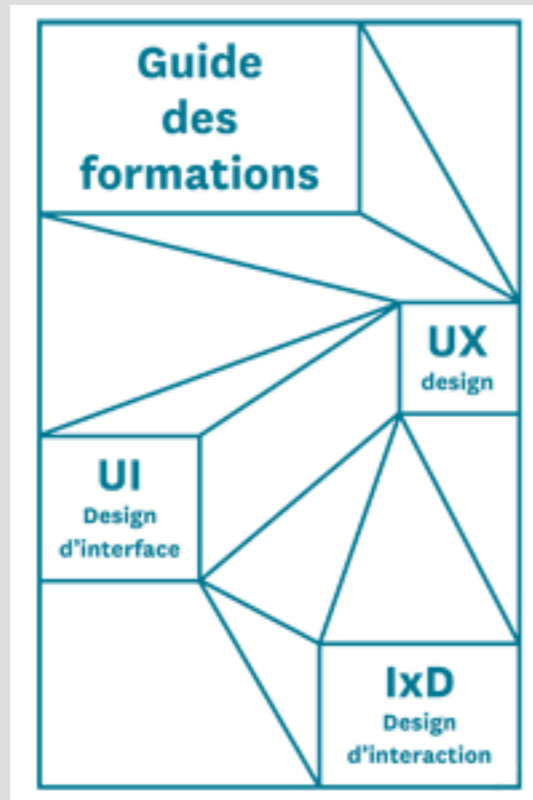 Guide
des
formations
UX
design
UI
Design
d'interface
IxD
Design
d'interaction